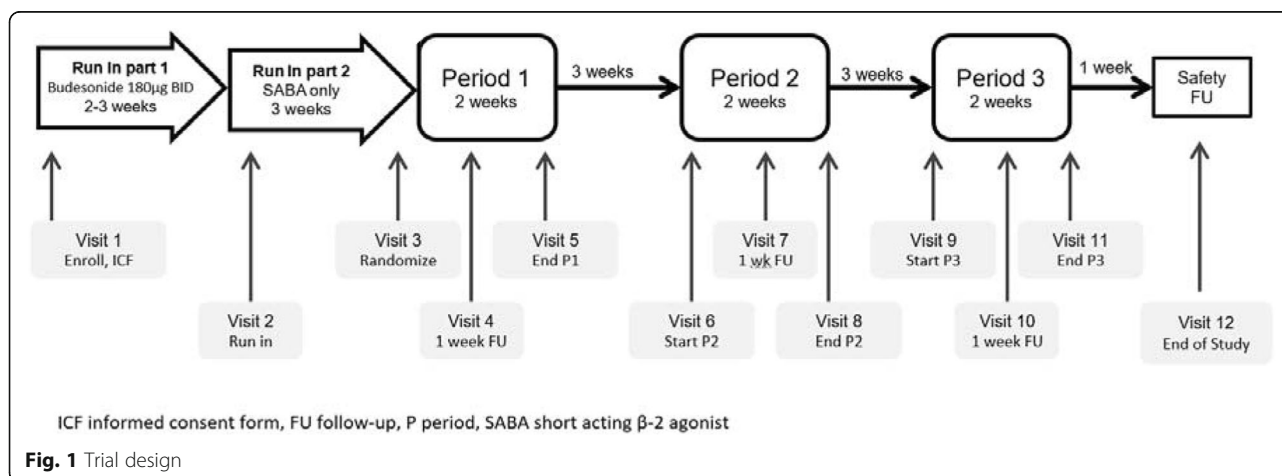 Run In part 1
Budesonide 180µg BID
2-3 weeks
Run In part 2
SABA only
3 weeks
Period 1
2 weeks
3 weeks
Period 2
2 weeks
3 weeks
Period 3
2 weeks
1 week
Safety
FU
Visit 1
Enroll, ICF
Visit 2
Run in
Visit 3
Randomize
Visit 4
1 week FU
Visit 5
End P1
Visit 6
Start P2
Visit 7
1 wk FU
Visit 8
End P2
Visit 9
Start P3
Visit 10
1 week FU
Visit 11
End P3
Visit 12
End of Study
ICF informed consent form, FU follow-up, P period, SABA short acting β-2 agonist
Fig. 1 Trial design